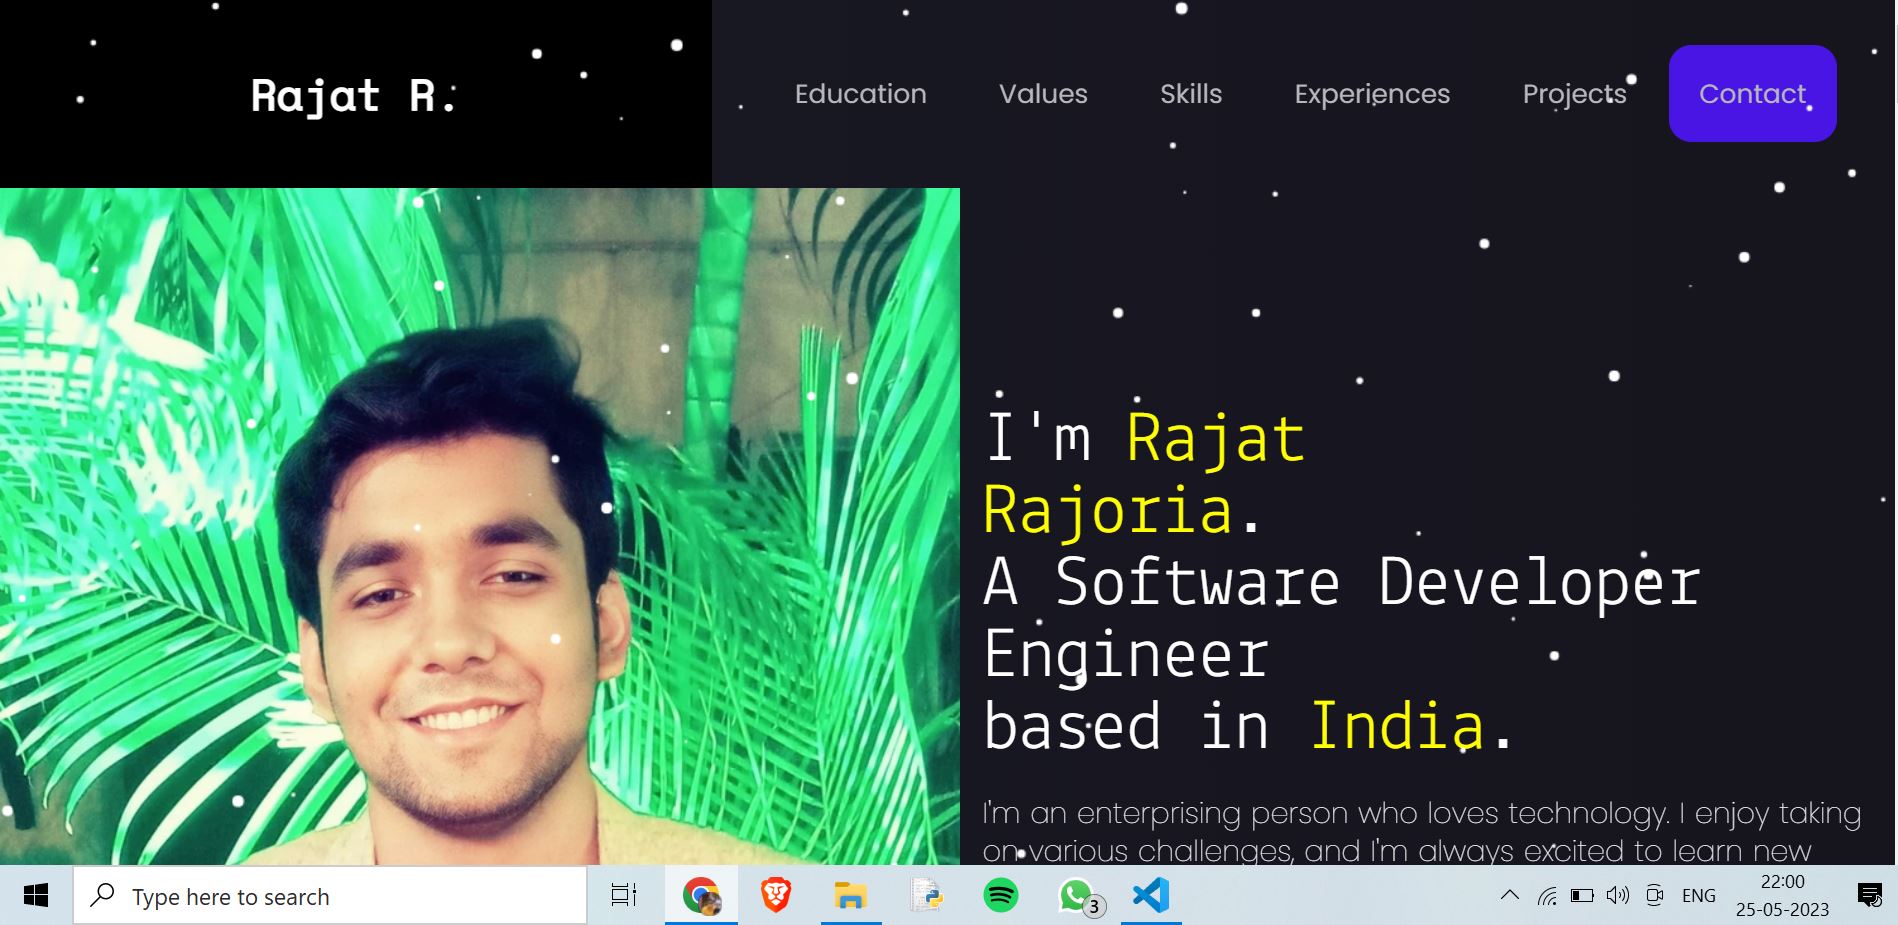 Rajat R.
Education Values Skills Experiences Projects Contact
I'm Rajat
Rajoria.
A Software Developer
Engineer
based in India.
I'm an enterprising person who loves technology. I enjoy taking
on various challenges, and I'm always excited to learn new
Type here to search
3
ENG
22:00
25-05-2023